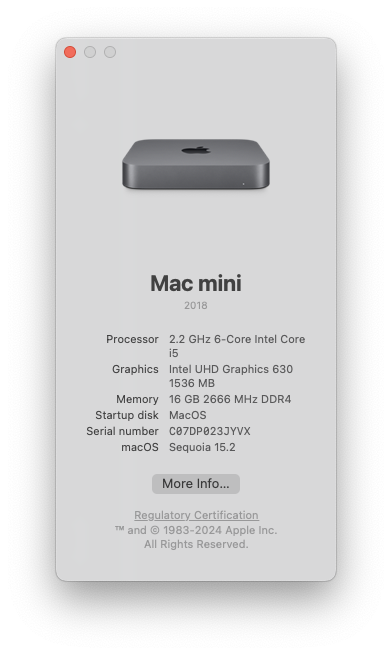 Mac mini
2018
Processor 2.2 GHz 6-Core Intel Core
i5
Graphics Intel UHD Graphics 630
1536 MB
Memory 16 GB 2666 MHz DDR4
Startup disk MacOS
Serial number C07DP023JYVX
macOS Sequoia 15.2
More Info...
Regulatory Certification
™ and © 1983-2024 Apple Inc.
All Rights Reserved.